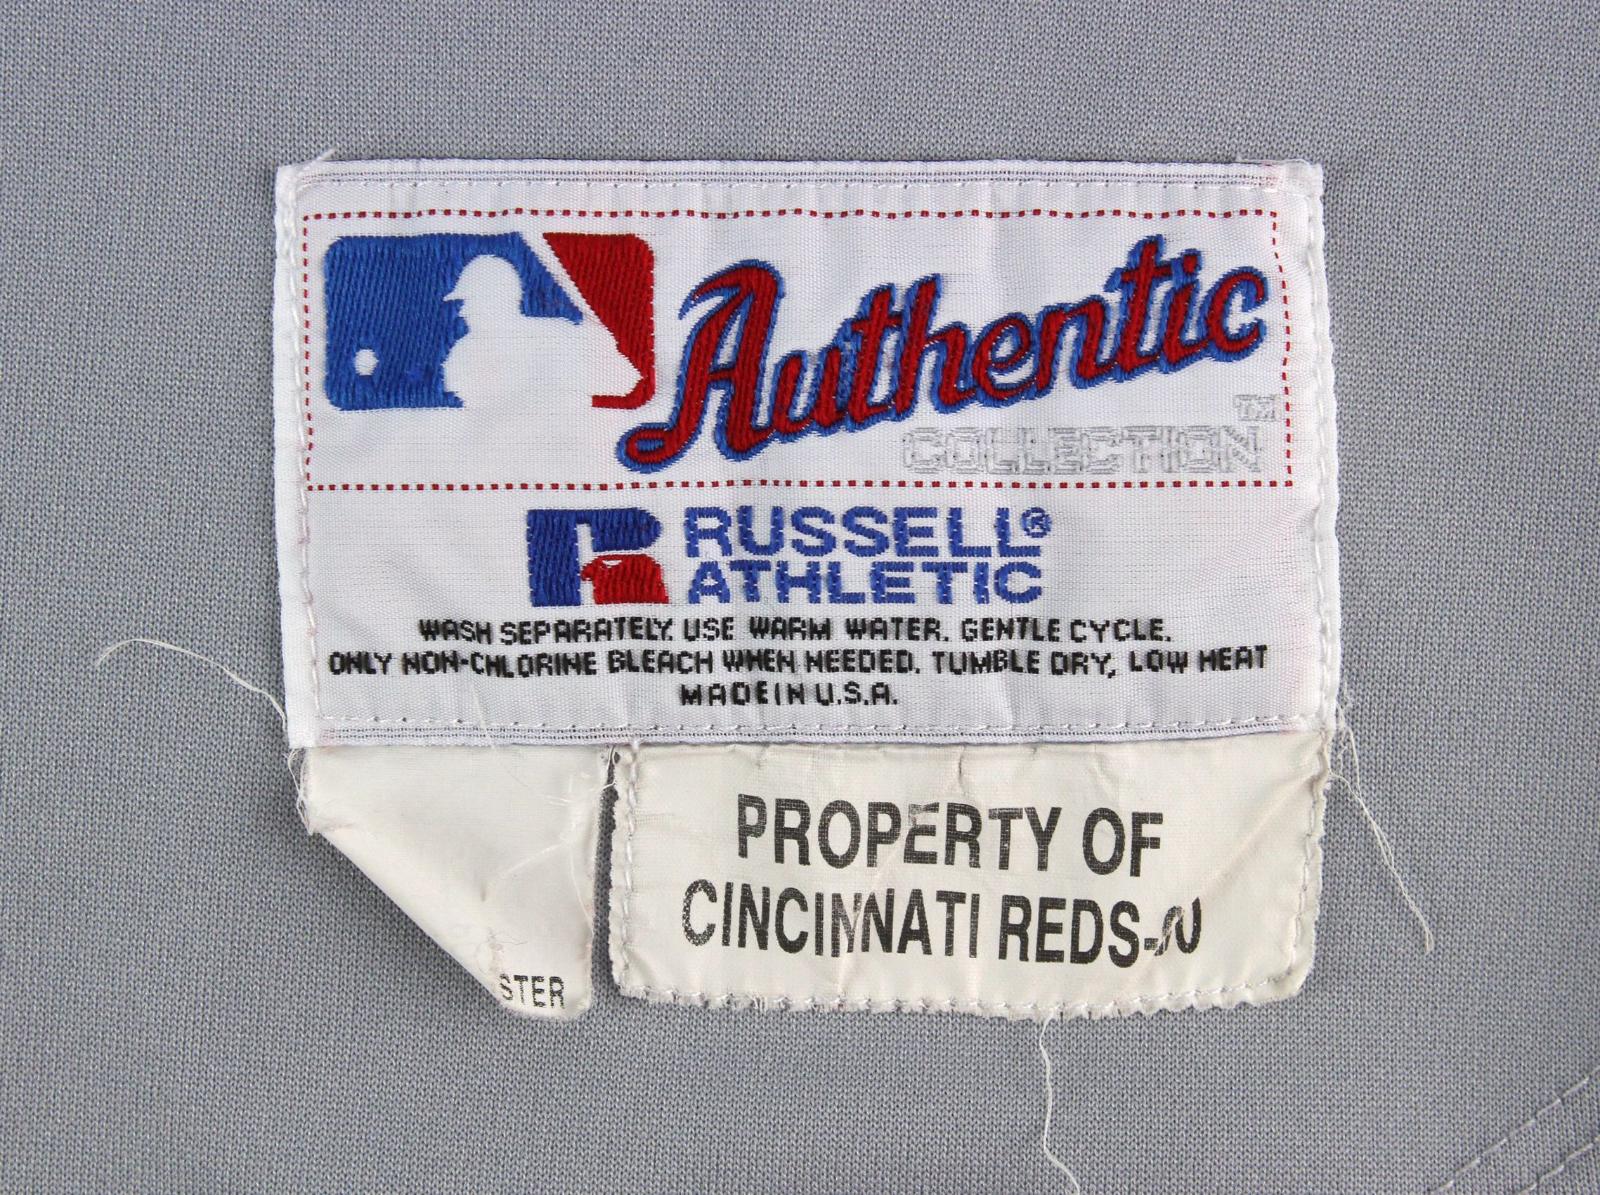 Authentic
COLLECTION™
RUSSELL®
ATHLETIC
WASH SEPARATELY. USE WARM WATER. GENTLE CYCLE.
ONLY NON-CHLORINE BLEACH WHEN NEEDED. TUMBLE DRY, LOW HEAT
MADE IN U.S.A.
PROPERTY OF
CINCINNATI REDS
STER